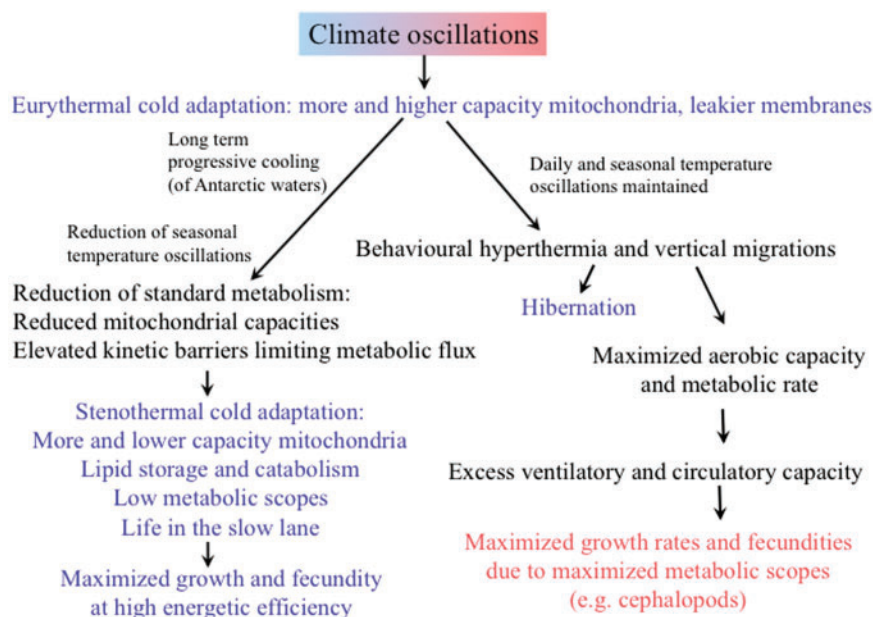 Climate oscillations
Eurythermal cold adaptation: more and higher capacity mitochondria, leakier membranes
Long term
progressive cooling
(of Antarctic waters)
Reduction of seasonal
temperature oscillations
Reduction of standard metabolism:
Reduced mitochondrial capacities
Elevated kinetic barriers limiting metabolic flux
Stenothermal cold adaptation:
More and lower capacity mitochondria
Lipid storage and catabolism
Low metabolic scopes
Life in the slow lane
Maximized growth and fecundity
at high energetic efficiency
Daily and seasonal temperature
oscillations maintained
Behavioural hyperthermia and vertical migrations
Hibernation
Maximized aerobic capacity
and metabolic rate
Excess ventilatory and circulatory capacity
Maximized growth rates and fecundities
due to maximized metabolic scopes
(e.g. cephalopods)